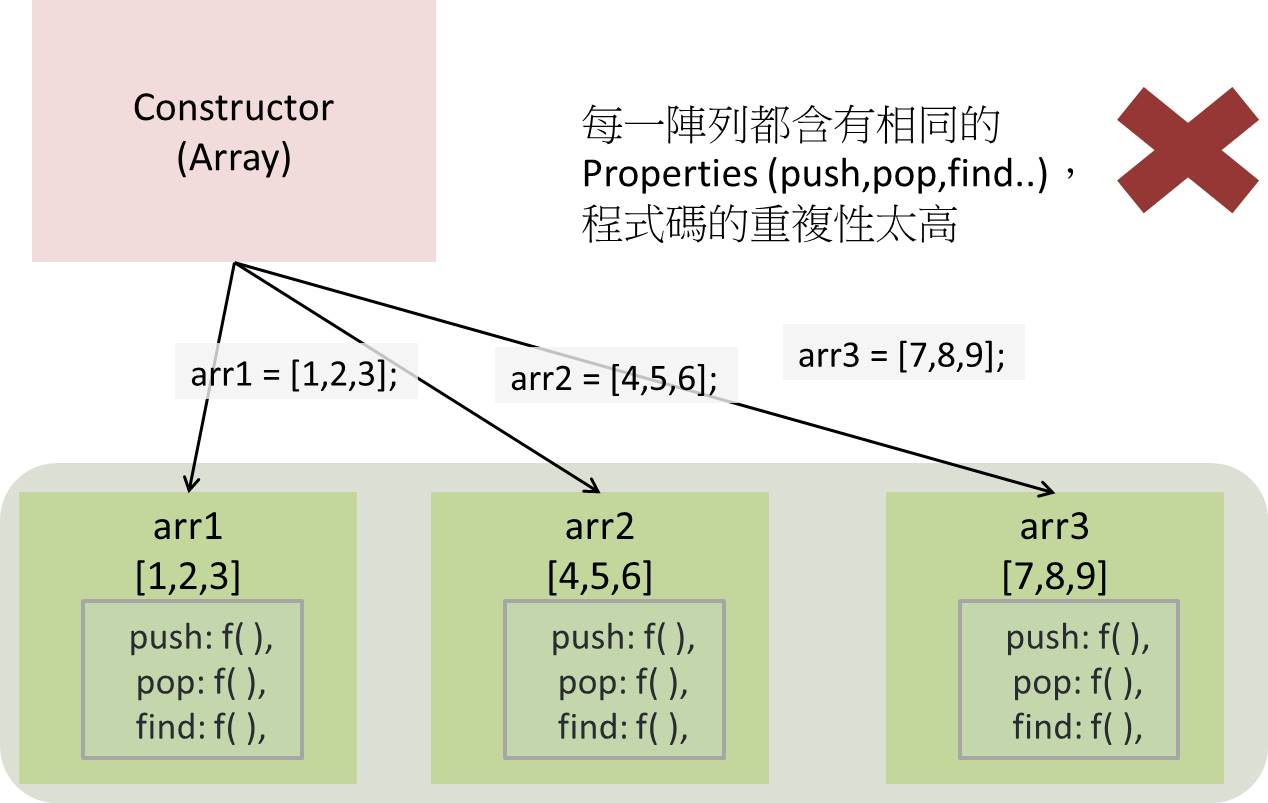 Constructor
(Array)
每一陣列都含有相同的
Properties (push,pop,find..)，
程式碼的重複性太高
arr1 = [1,2,3];
arr2 = [4,5,6];
arr3 = [7,8,9];
arr1
[1,2,3]
push: f( ),
pop: f( ),
find: f( ),
arr2
[4,5,6]
push: f( ),
pop: f( ),
find: f( ),
arr3
[7,8,9]
push: f( ),
pop: f( ),
find: f( ),